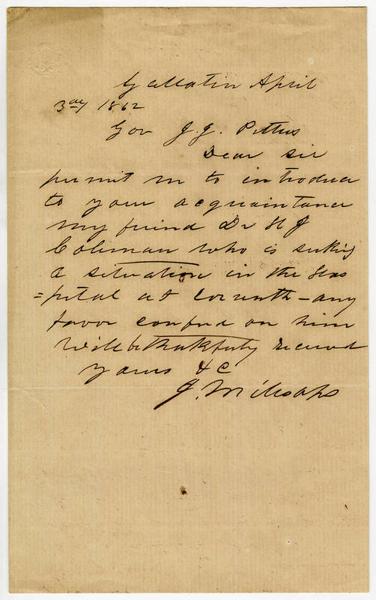 Gallatin April
3day 1862
Gov J. J. Pettus
Dear Sir
permit me to introduce
to your acquaintance
my friend Dr H J
Coleman who is seeking
a situation in the Hos
=pital at Corinth - any
favor conferd on him
will be thankfully received
yours &C
J. Millsaps